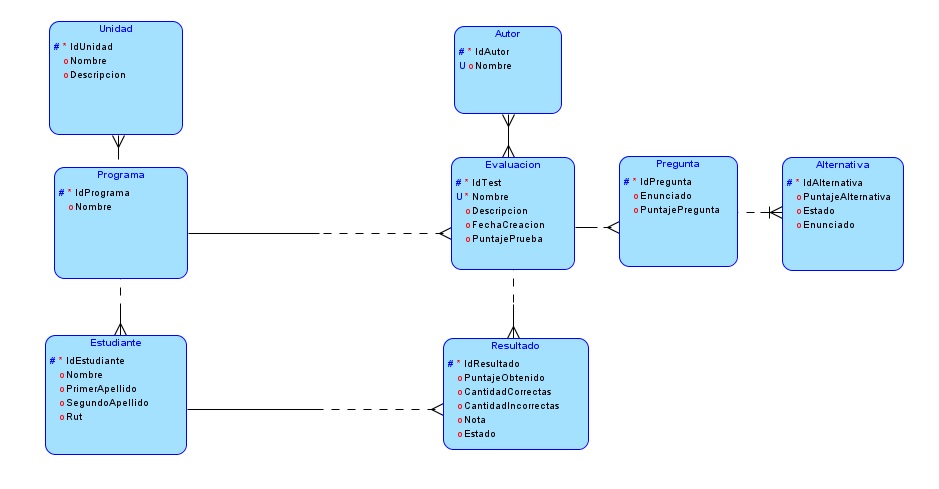 Unidad
# * IdUnidad
o Nombre
o Descripcion
Autor
# * IdAutor
U o Nombre
Programa
# * IdPrograma
o Nombre
Evaluacion
# * IdTest
U * Nombre
o Descripcion
o FechaCreacion
o PuntajePrueba
Pregunta
# * IdPregunta
o Enunciado
o PuntajePregunta
Alternativa
# * IdAlternativa
o PuntajeAlternativa
o Estado
o Enunciado
Estudiante
# * IdEstudiante
o Nombre
o PrimerApellido
o SegundoApellido
o Rut
Resultado
# * IdResultado
o PuntajeObtenido
o CantidadCorrectas
o CantidadIncorrectas
o Nota
o Estado